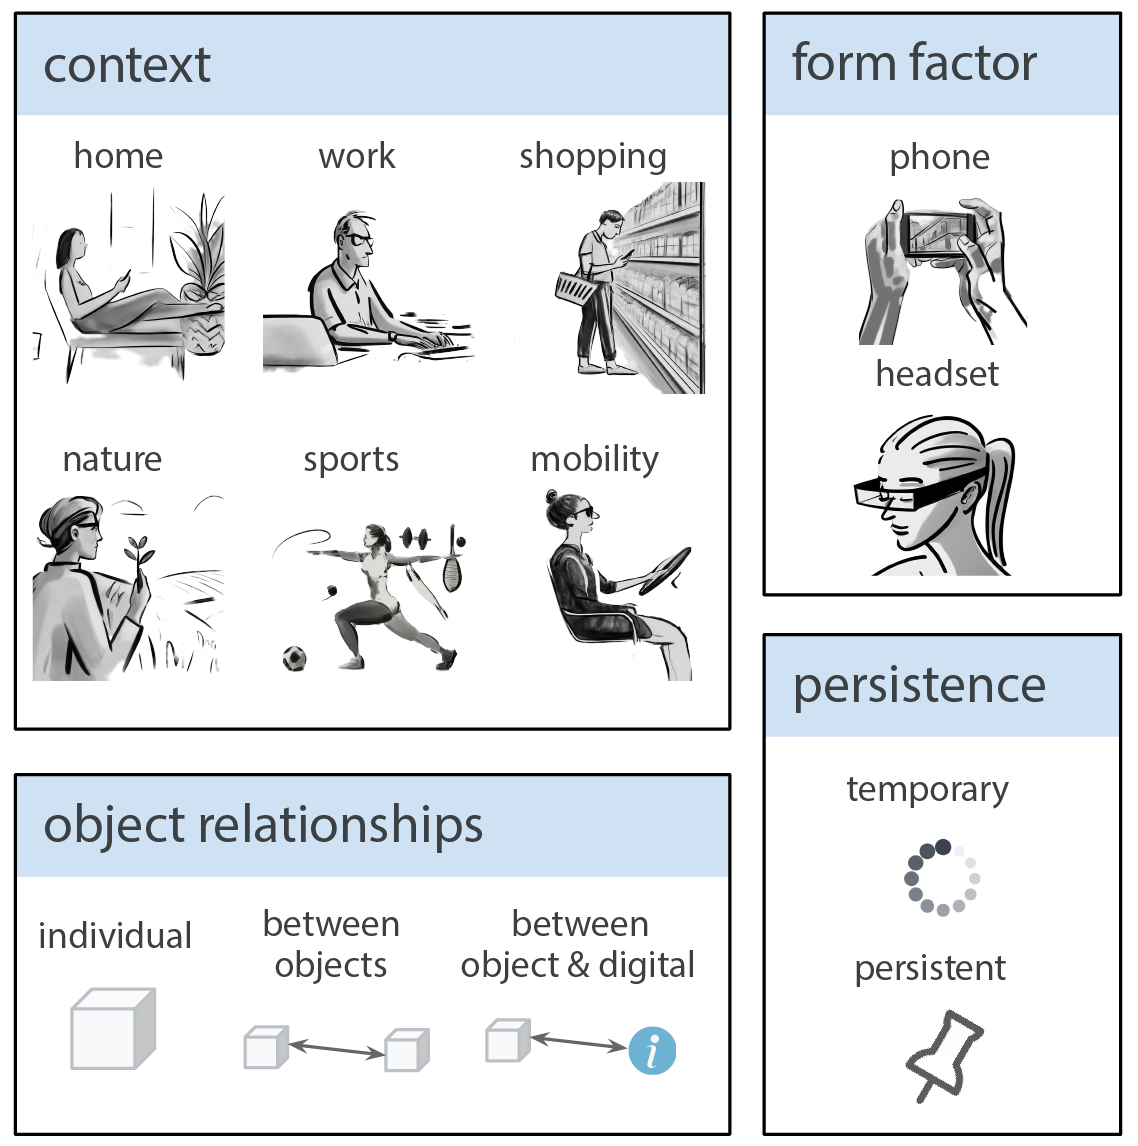 context
home
work
shopping
nature
sports
mobility
form factor
phone
headset
object relationships
individual
between
objects
between
object & digital
i
persistence
temporary
persistent